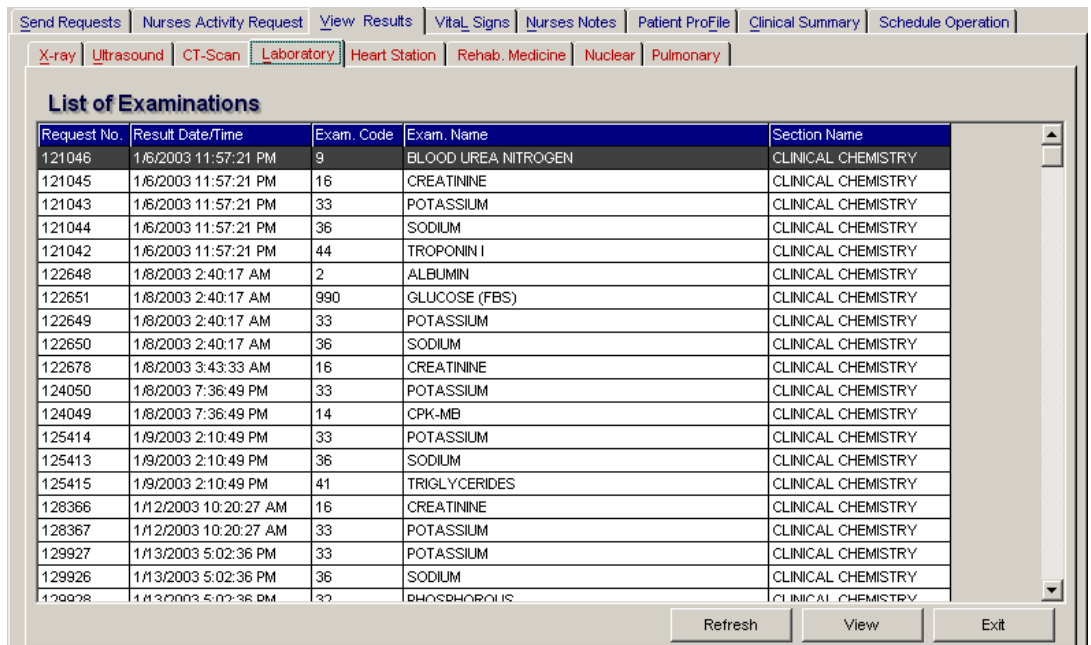 Send Requests Nurses Activity Request View Results VitaL Signs Nurses Notes Patient ProFile Clinical Summary Schedule Operation
X-ray Ultrasound CT-Scan Laboratory Heart Station Rehab. Medicine Nuclear Pulmonary
List of Examinations
Request No. Result Date/Time Exam. Code Exam. Name Section Name
121046 1/6/2003 11:57:21 PM 9 BLOOD UREA NITROGEN CLINICAL CHEMISTRY
121045 1/6/2003 11:57:21 PM 16 CREATININE CLINICAL CHEMISTRY
121043 1/6/2003 11:57:21 PM 33 POTASSIUM CLINICAL CHEMISTRY
121044 1/6/2003 11:57:21 PM 36 SODIUM CLINICAL CHEMISTRY
121042 1/6/2003 11:57:21 PM 44 TROPONIN I CLINICAL CHEMISTRY
122648 1/8/2003 2:40:17 AM 2 ALBUMIN CLINICAL CHEMISTRY
122651 1/8/2003 2:40:17 AM 990 GLUCOSE (FBS) CLINICAL CHEMISTRY
122649 1/8/2003 2:40:17 AM 33 POTASSIUM CLINICAL CHEMISTRY
122650 1/8/2003 2:40:17 AM 36 SODIUM CLINICAL CHEMISTRY
122678 1/8/2003 3:43:33 AM 16 CREATININE CLINICAL CHEMISTRY
124050 1/8/2003 7:36:49 PM 33 POTASSIUM CLINICAL CHEMISTRY
124049 1/8/2003 7:36:49 PM 14 CPK-MB CLINICAL CHEMISTRY
125414 1/9/2003 2:10:49 PM 33 POTASSIUM CLINICAL CHEMISTRY
125413 1/9/2003 2:10:49 PM 36 SODIUM CLINICAL CHEMISTRY
125415 1/9/2003 2:10:49 PM 41 TRIGLYCERIDES CLINICAL CHEMISTRY
128366 1/12/2003 10:20:27 AM 16 CREATININE CLINICAL CHEMISTRY
128367 1/12/2003 10:20:27 AM 33 POTASSIUM CLINICAL CHEMISTRY
129927 1/13/2003 5:02:36 PM 33 POTASSIUM CLINICAL CHEMISTRY
129926 1/13/2003 5:02:36 PM 36 SODIUM CLINICAL CHEMISTRY
129928 1/13/2003 5:02:36 PM 32 PHOSPHOROUS CLINICAL CHEMISTRY
Refresh View Exit